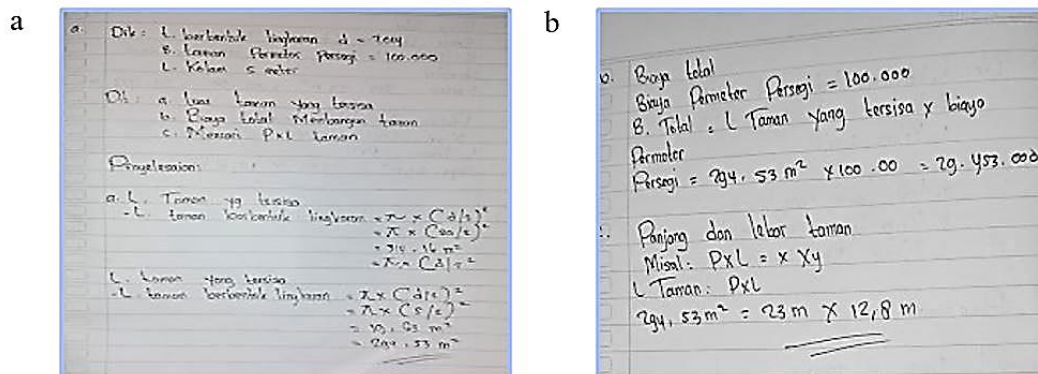 a
a. Dik : L. berbentuk lingkaran d = 20 m
B. taman Permeter persegi = 100.000
L. Kolam 5 meter
Dit : a. luas taman yang tersisa
b. Biaya total Membangun taman
c. Mencari P x L taman
Penyelesaian :
a. L. Taman yg tersisa
- L. taman berbentuk lingkaran = π x (d/2)²
= π x (20/2)²
= 314.16 m²
= π x (d/2)²
L. taman yang tersisa
- L. taman berbentuk lingkaran = π x (d/2)²
= π x (5/2)²
= 19,63 m²
= 294.53 m²
b
b. Biaya total
Biaya Permeter Persegi = 100.000
B. Total = L Taman yang tersisa x biaya
Permeter
Persegi = 294.53 m² x 100.00 = 29.453.000
c. Panjang dan lebar taman
Misal : P x L = x X y
L Taman : P x L
294,53 m² = 23 m x 12,8 m